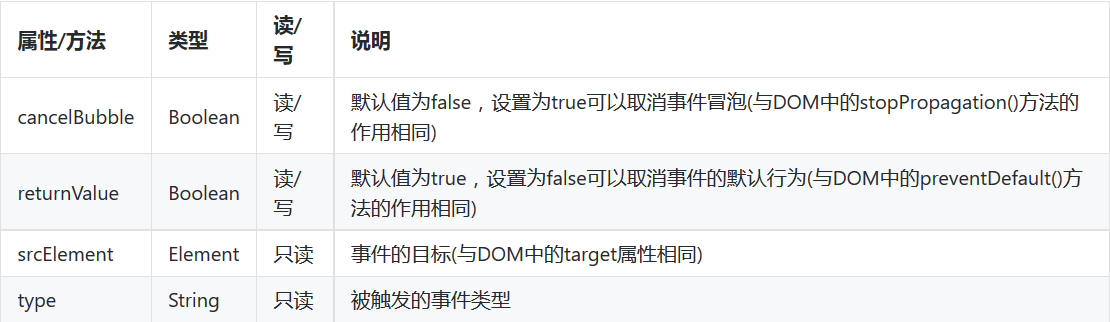 属性/方法 类型 读/写 说明
cancelBubble Boolean 读/写 默认值为false，设置为true可以取消事件冒泡(与DOM中的stopPropagation()方法的
作用相同)
returnValue Boolean 读/写 默认值为true，设置为false可以取消事件的默认行为(与DOM中的preventDefault()方
法的作用相同)
srcElement Element 只读 事件的目标(与DOM中的target属性相同)
type String 只读 被触发的事件类型